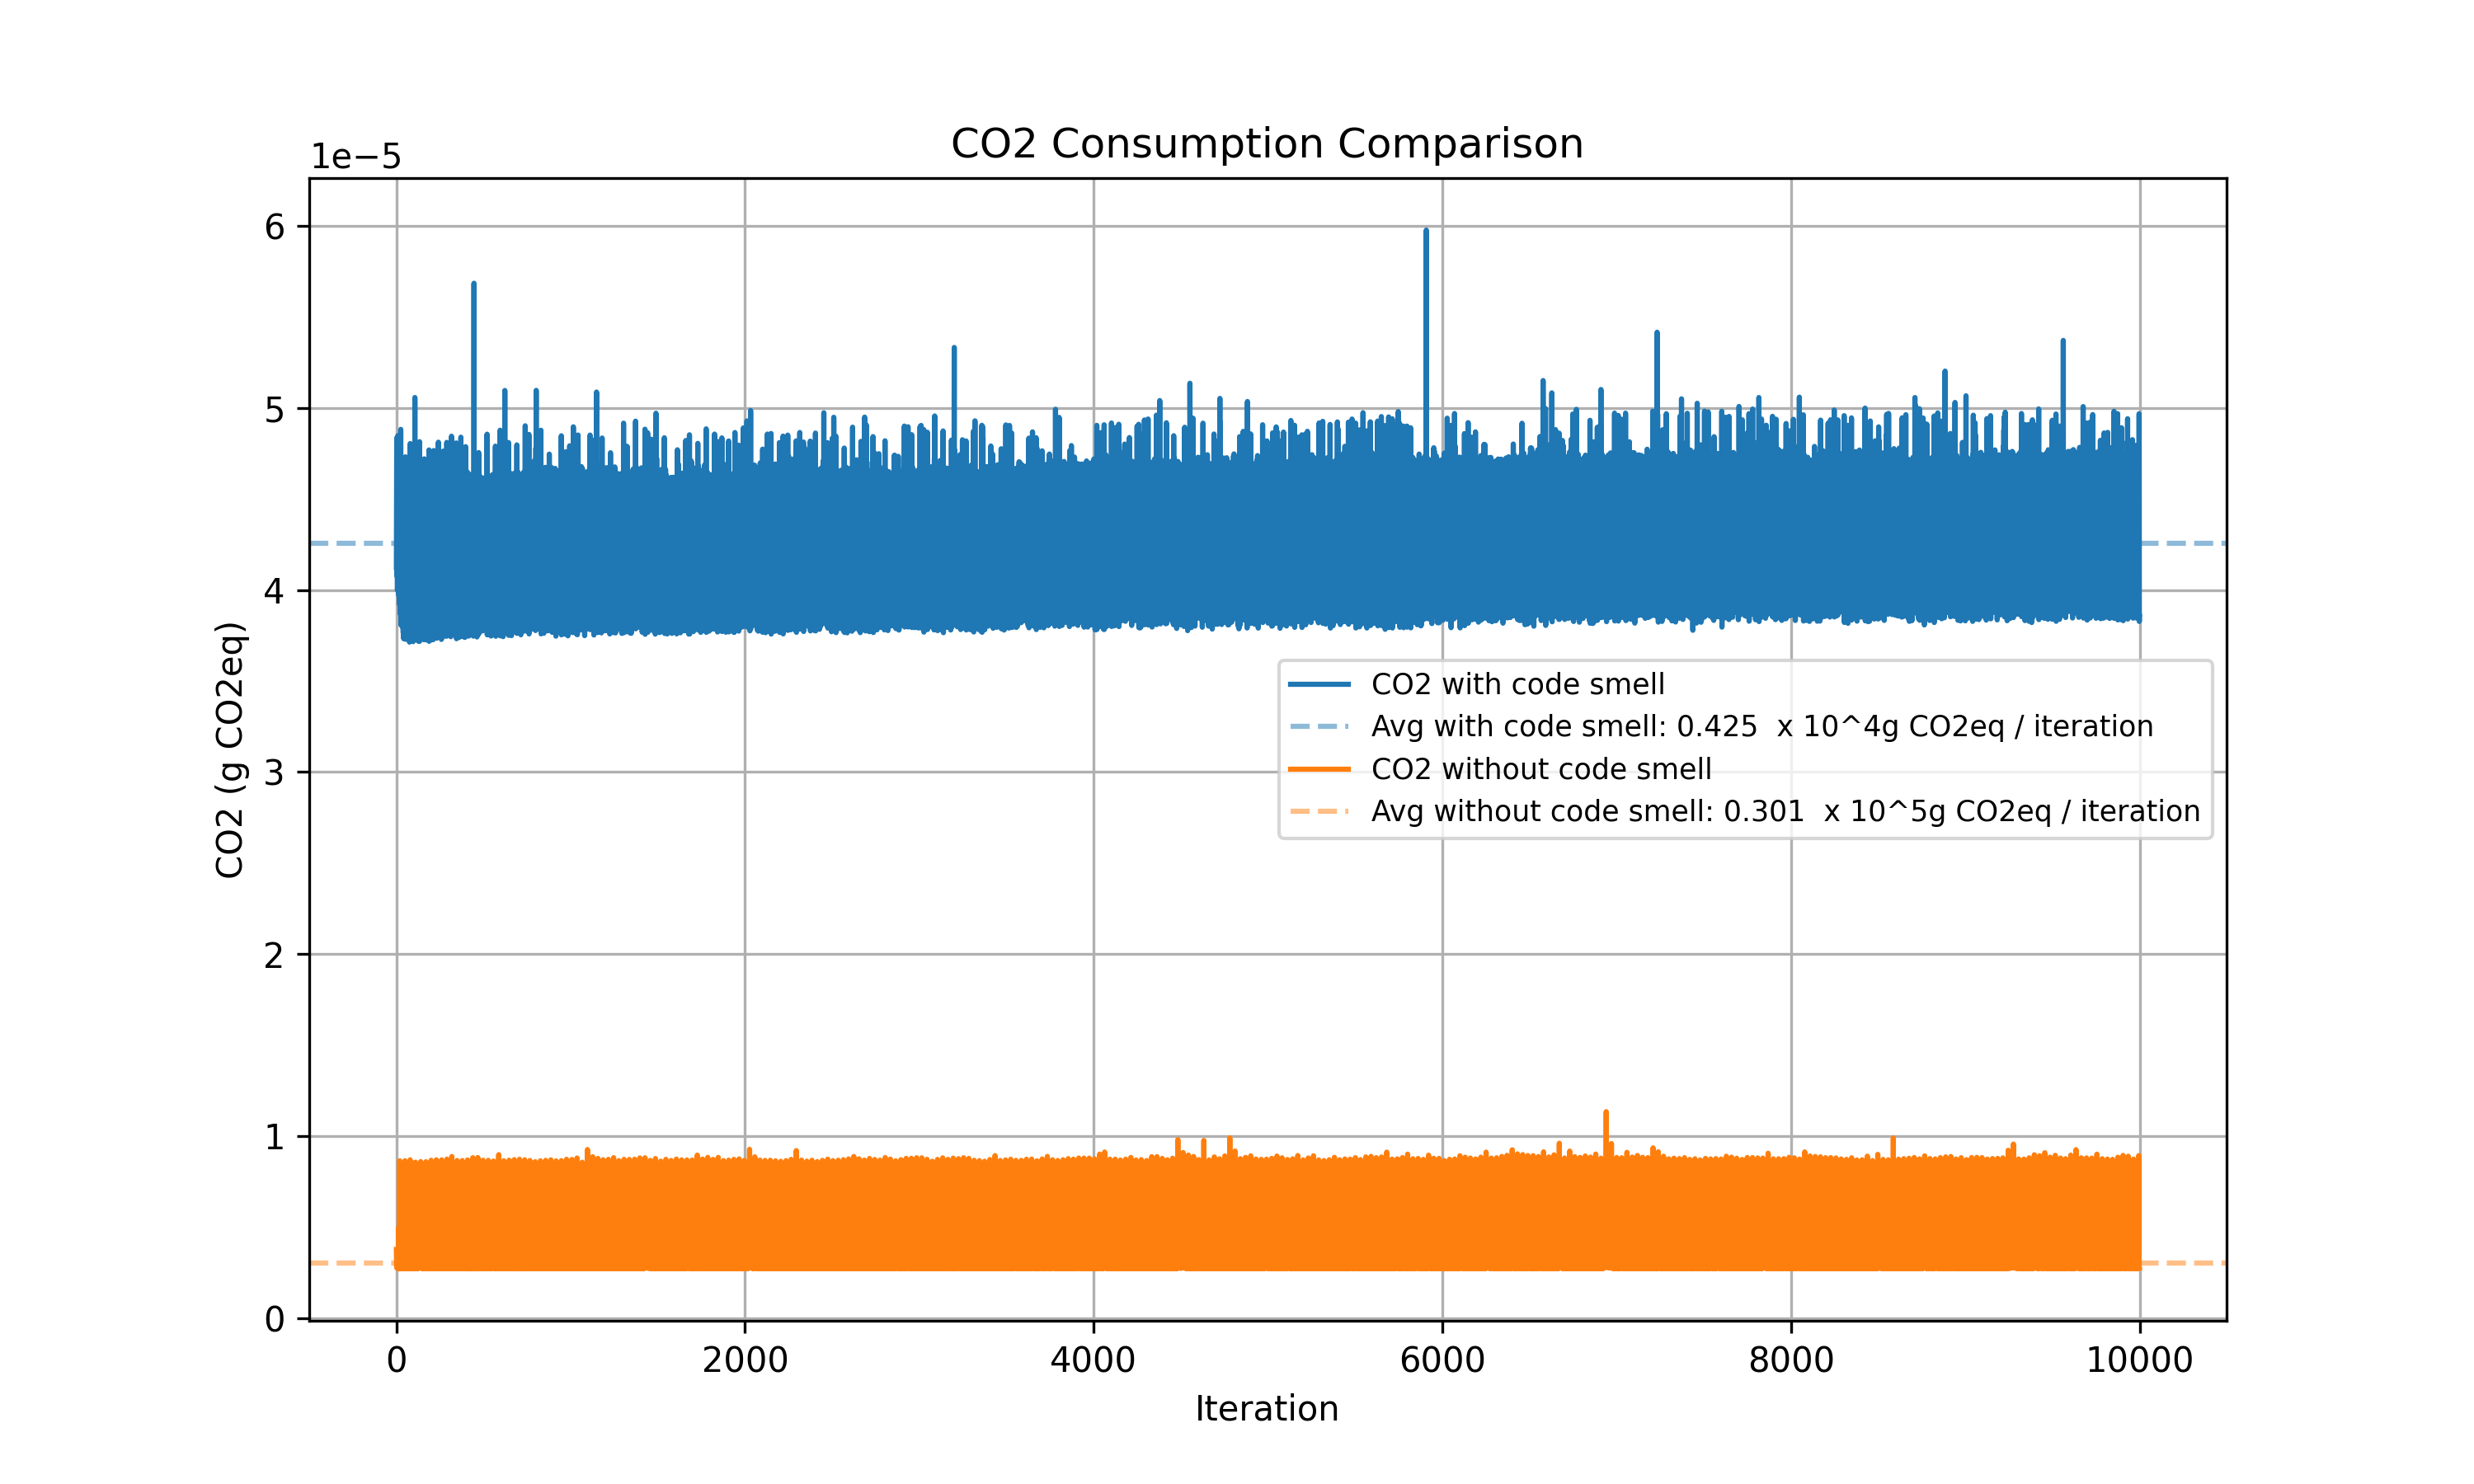 CO2 Consumption Comparison
1e−5
6
5
4
3
2
1
0
CO2 (g CO2eq)
CO2 with code smell
Avg with code smell: 0.425  x 10^4g CO2eq / iteration
CO2 without code smell
Avg without code smell: 0.301  x 10^5g CO2eq / iteration
0 2000 4000 6000 8000 10000
Iteration